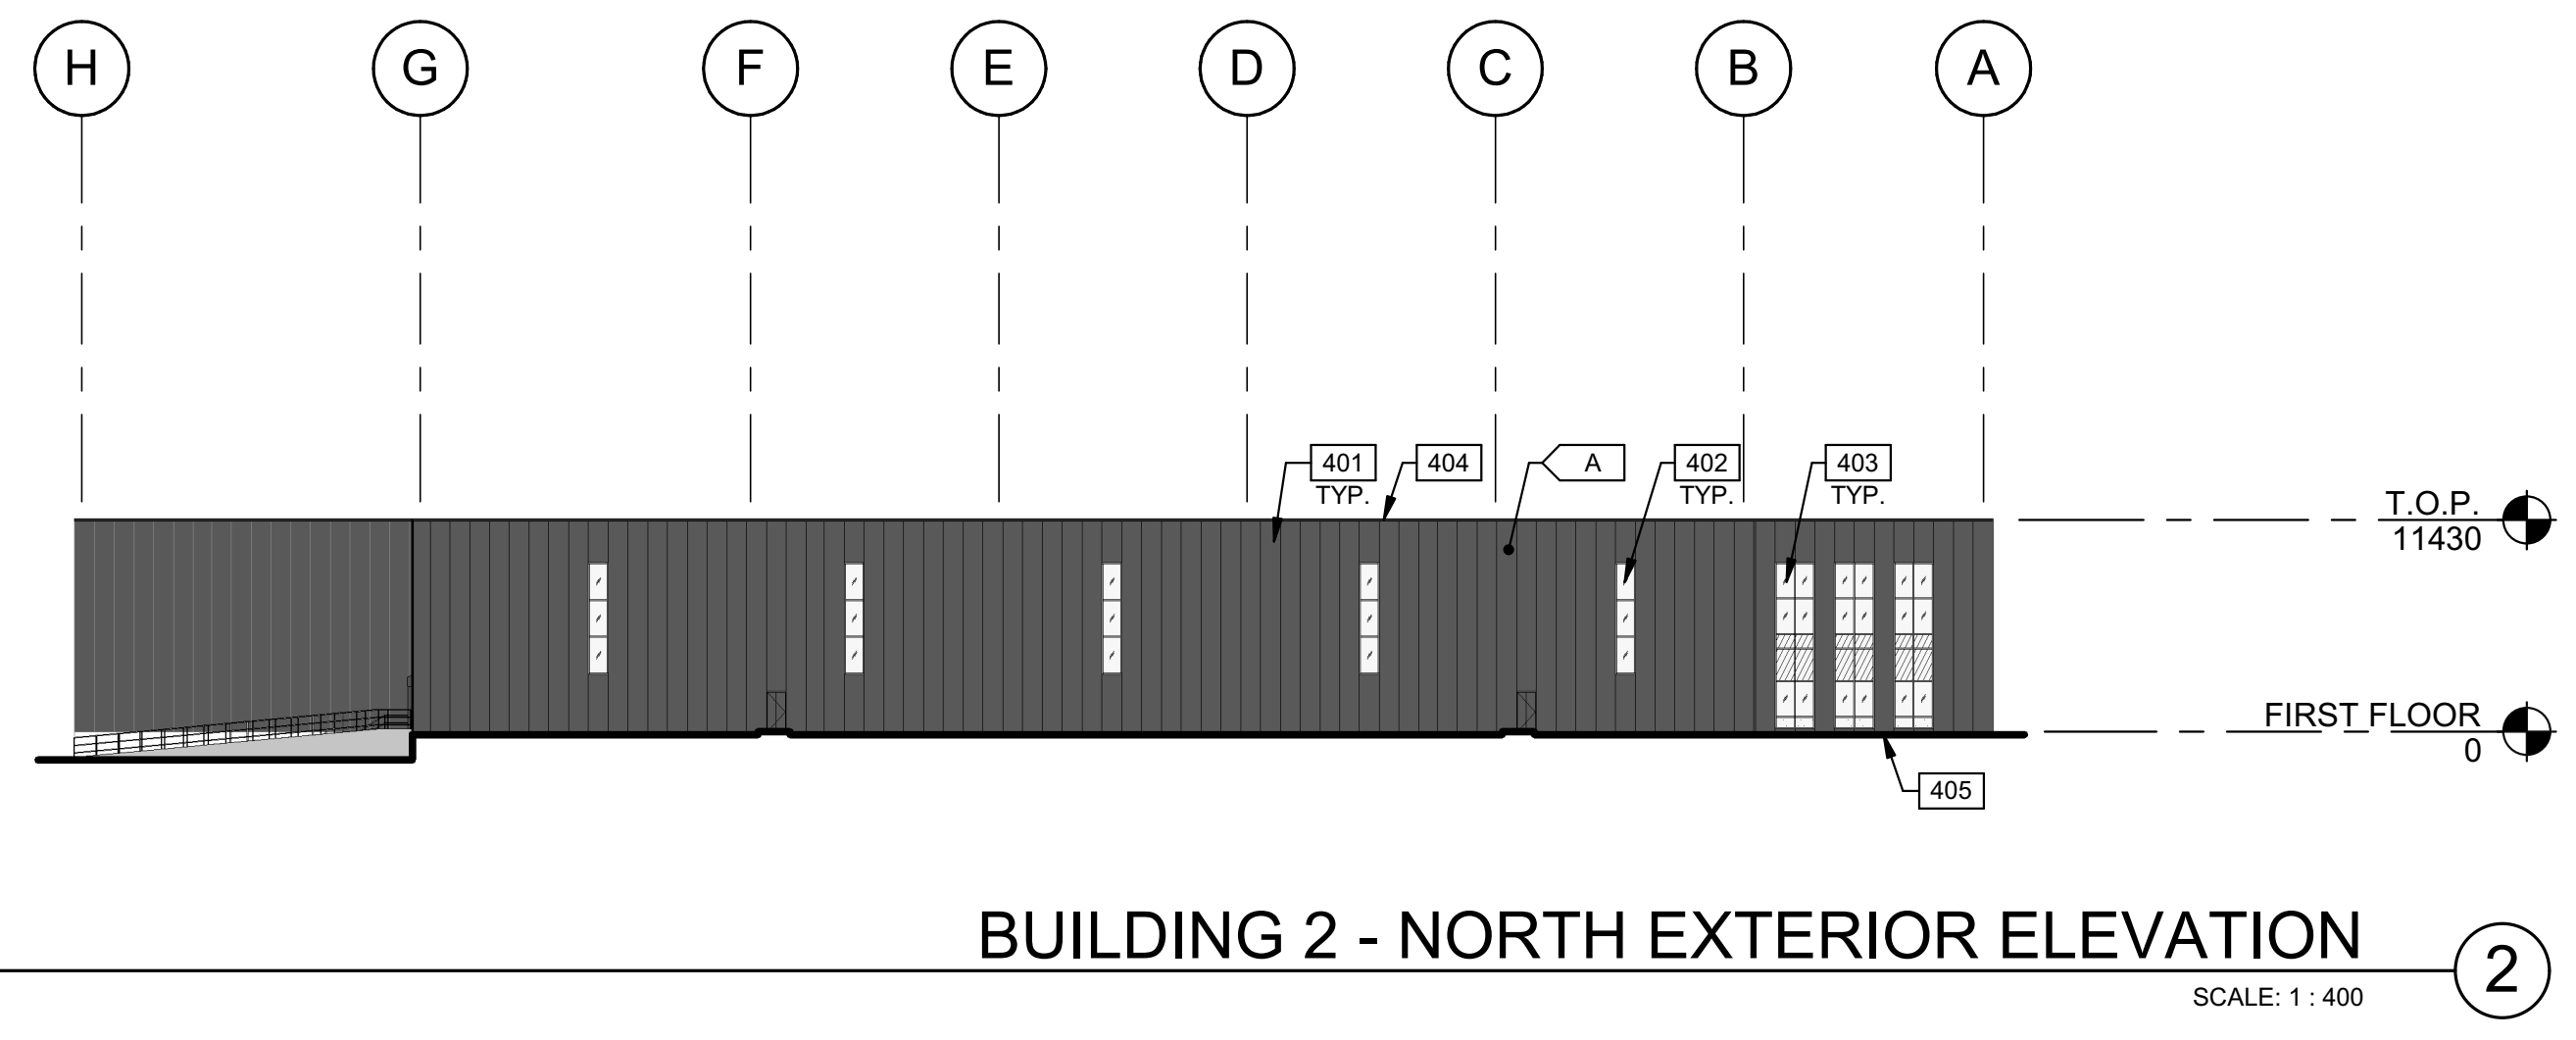 H G F E D C B A
401 404 A 402 403
TYP. TYP. TYP.
T.O.P.
11430
FIRST FLOOR
0
405
BUILDING 2 - NORTH EXTERIOR ELEVATION
2
SCALE: 1 : 400